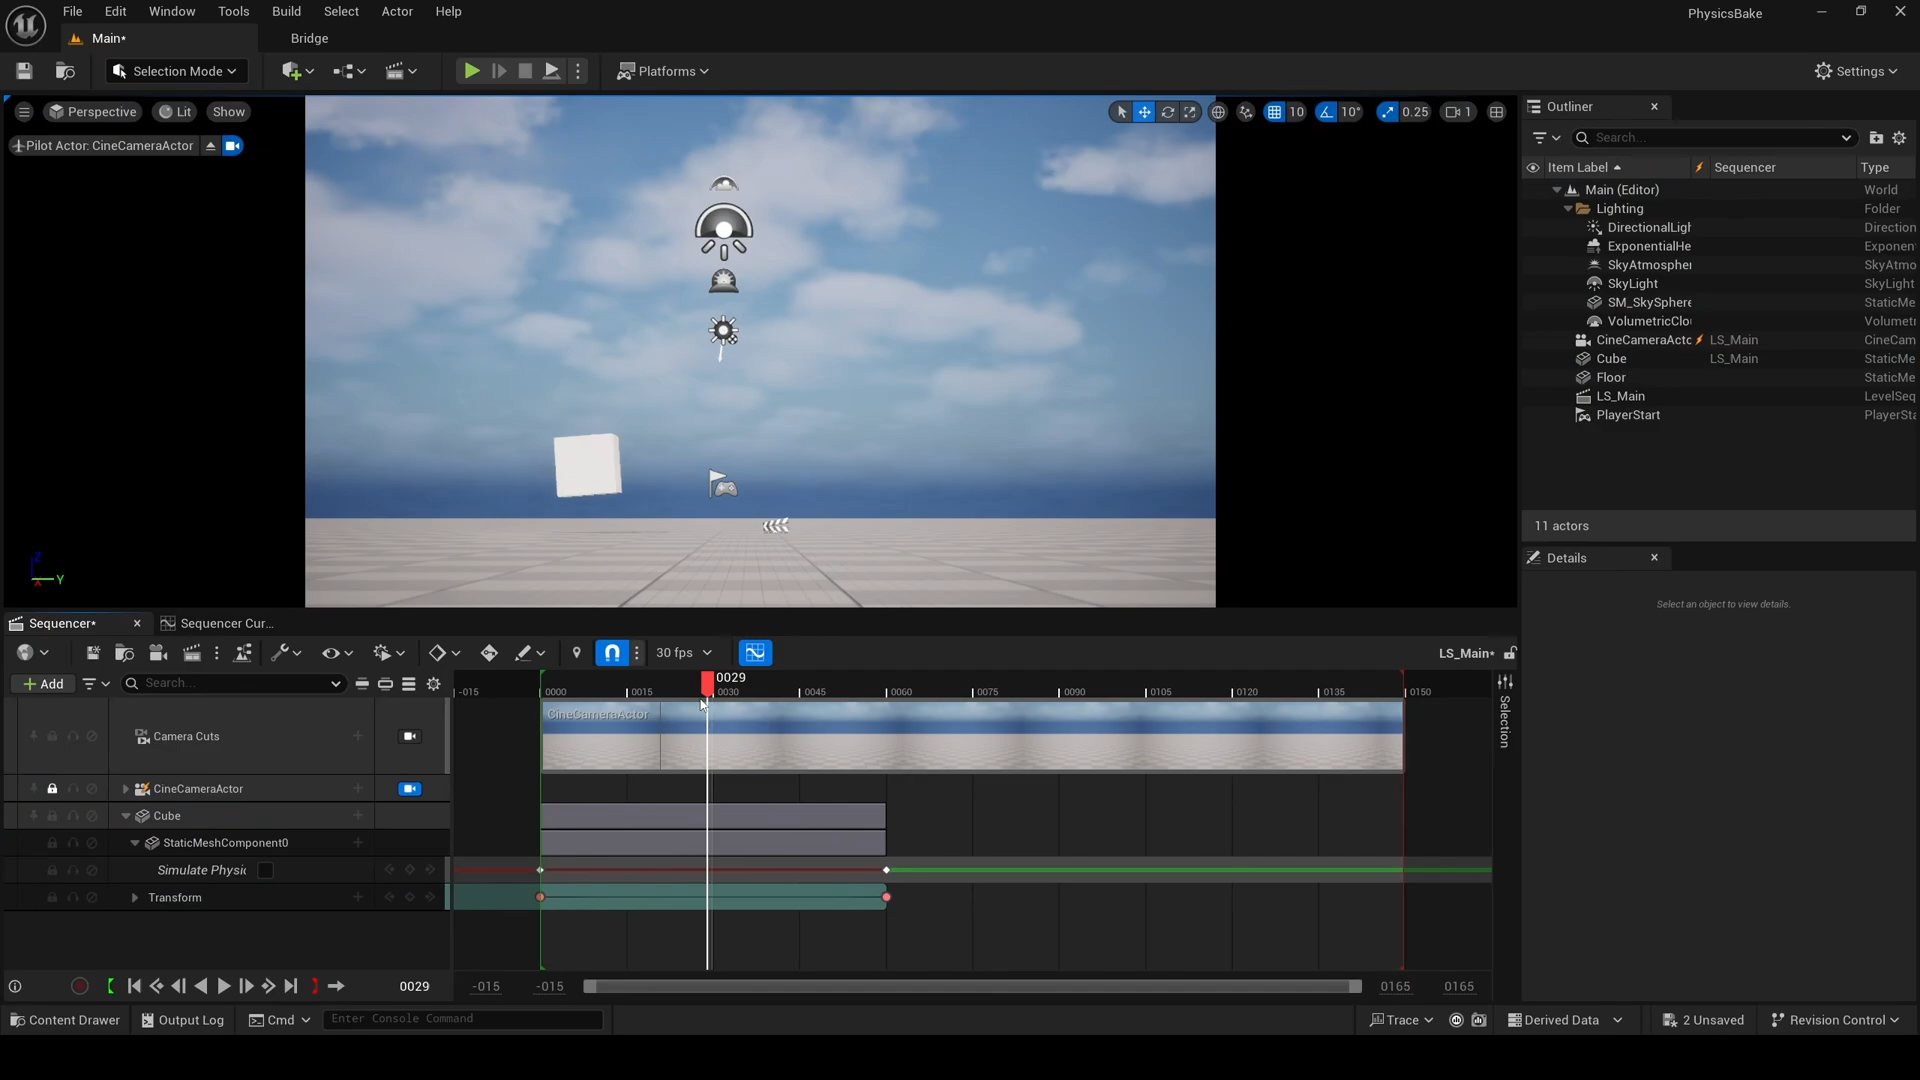 File Edit Window Tools Build Select Actor Help
PhysicsBake
Main*
Bridge
Selection Mode
Platforms
Settings
Perspective
Lit
Show
10
10°
0.25
1
Pilot Actor: CineCameraActor
Z
X
Y
Outliner
Search...
Item Label Sequencer Type
Main (Editor) World
Lighting Folder
DirectionalLigh Direction
ExponentialHe Exponen
SkyAtmospher SkyAtmo
SkyLight SkyLight
SM_SkySphere StaticMe
VolumetricClou Volumetr
CineCameraActo LS_Main CineCam
Cube LS_Main StaticMe
Floor StaticMe
LS_Main LevelSeq
PlayerStart PlayerSta
11 actors
Details
Select an object to view details.
Sequencer*
Sequencer Cur...
30 fps
LS_Main*
Add
Search...
0029
-015 0000 0015 0030 0045 0060 0075 0090 0105 0120 0135 0150
Selection
Camera Cuts
CineCameraActor
CineCameraActor
Cube
StaticMeshComponent0
Simulate Physic
Transform
0029
-015
-015
0165
0165
Content Drawer
Output Log
Cmd
Enter Console Command
Trace
Derived Data
2 Unsaved
Revision Control